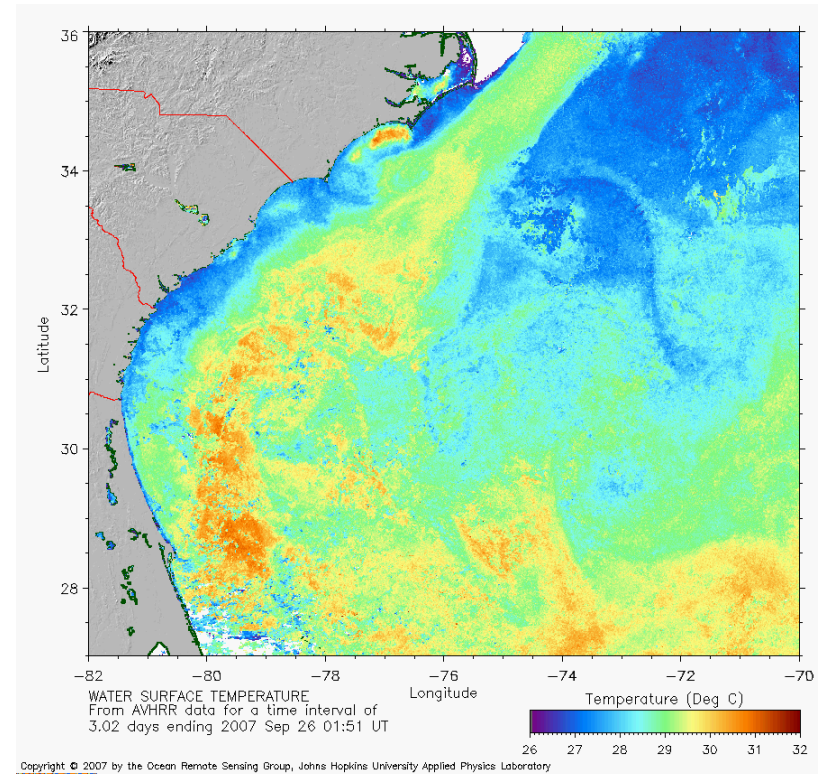 36
34
32
30
28
Latitude
-82
-80
-78
-76
-74
-72
-70
Longitude
WATER SURFACE TEMPERATURE
From AVHRR data for a time interval of
3.02 days ending 2007 Sep 26 01:51 UT
Temperature (Deg C)
26 27 28 29 30 31 32
Copyright © 2007 by the Ocean Remote Sensing Group, Johns Hopkins University Applied Physics Laboratory